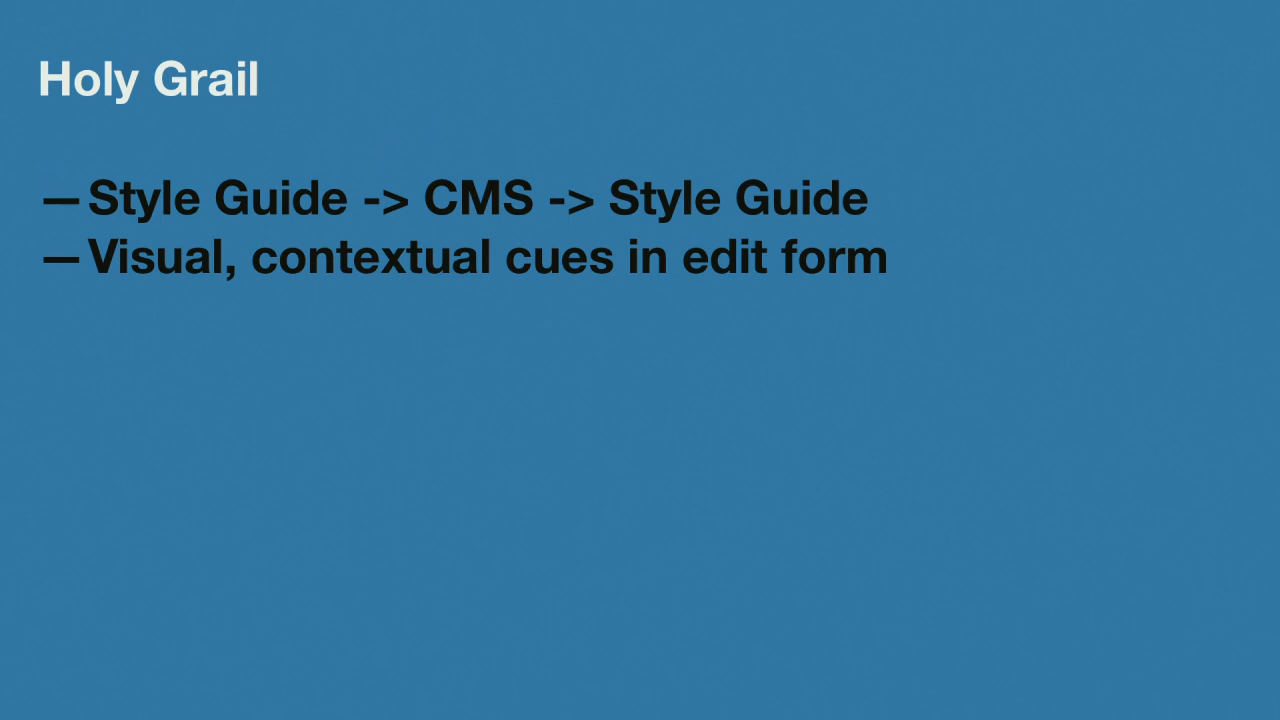 Holy Grail
—Style Guide -> CMS -> Style Guide
—Visual, contextual cues in edit form